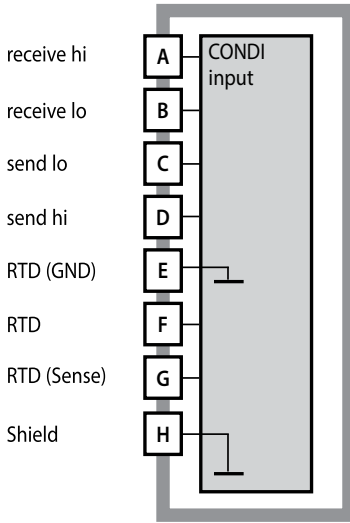 receive hi
A
CONDI
input
receive lo
B
send lo
C
send hi
D
RTD (GND)
E
RTD
F
RTD (Sense)
G
Shield
H